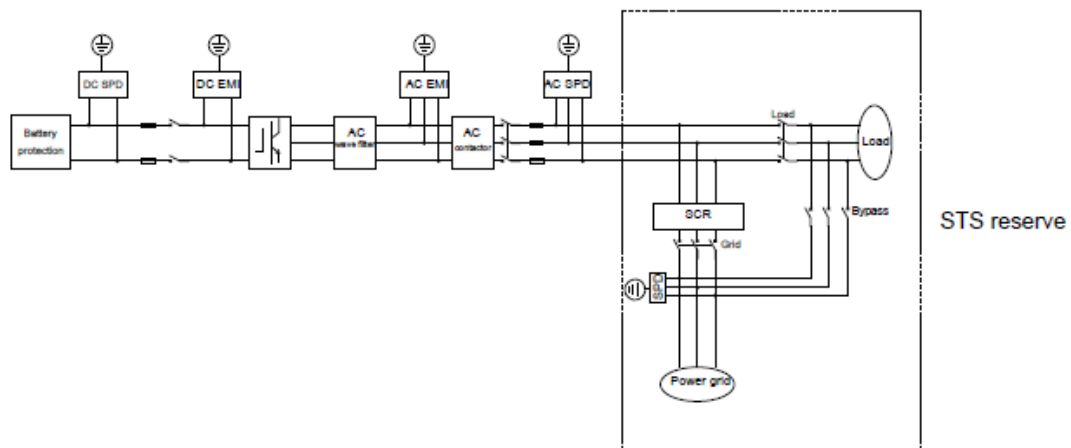 DC SPD
DC EMI
AC EMI
AC SPD
Battery
protection
AC
wave filter
AC
contactor
Load
Load
SCR
Bypass
Grid
SPD
Power grid
STS reserve